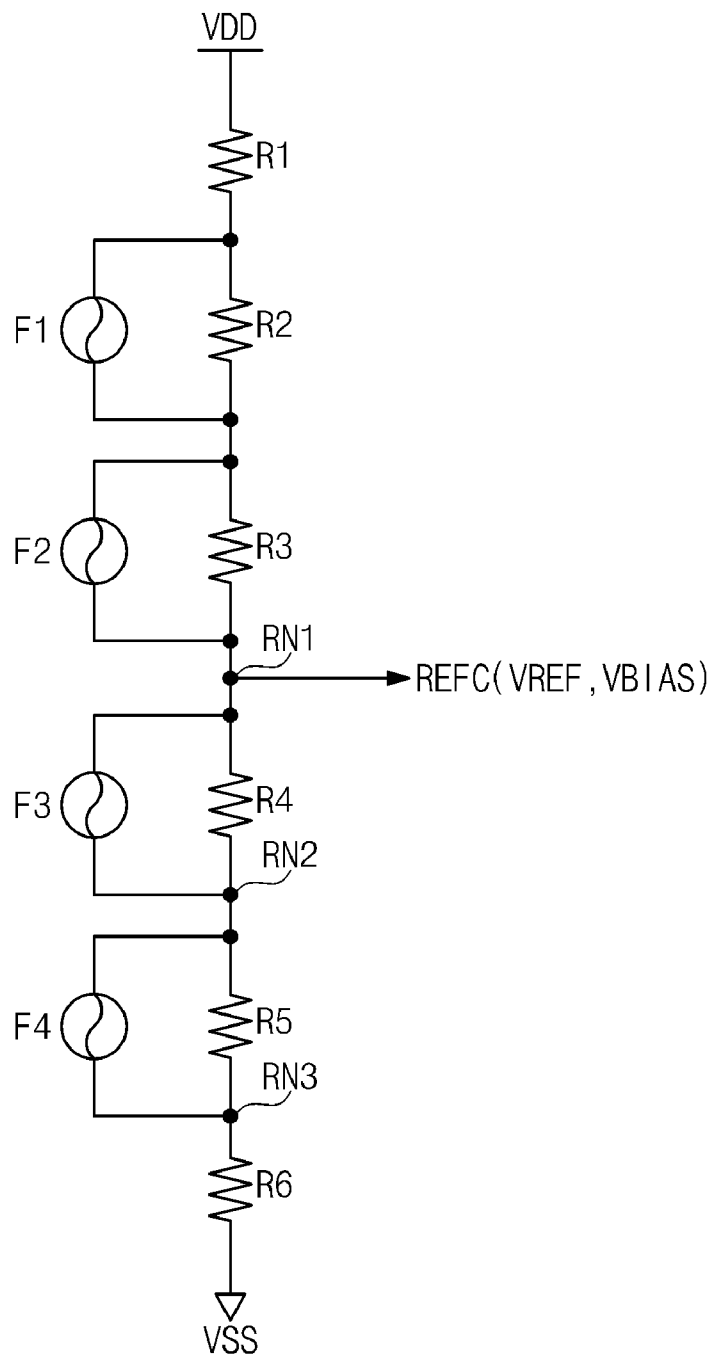 VDD
R1
F1
R2
F2
R3
RN1
REFC(VREF,VBIAS)
F3
R4
RN2
F4
R5
RN3
R6
VSS